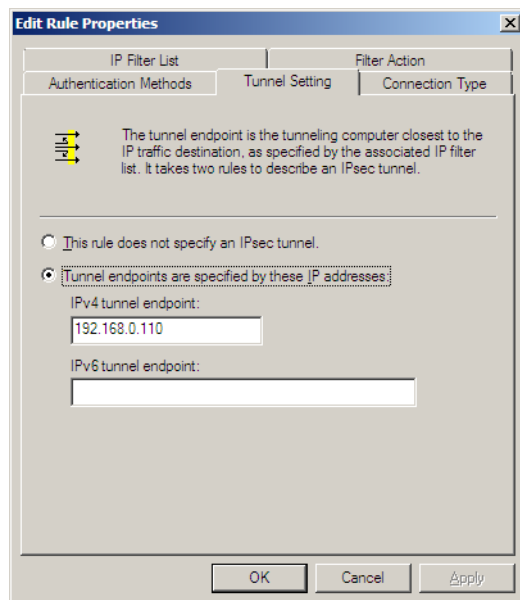 Edit Rule Properties
IP Filter List
Filter Action
Authentication Methods
Tunnel Setting
Connection Type
The tunnel endpoint is the tunneling computer closest to the
IP traffic destination, as specified by the associated IP filter
list. It takes two rules to describe an IPsec tunnel.
This rule does not specify an IPsec tunnel.
Tunnel endpoints are specified by these IP addresses:
IPv4 tunnel endpoint:
192.168.0.110
IPv6 tunnel endpoint:
OK
Cancel
Apply